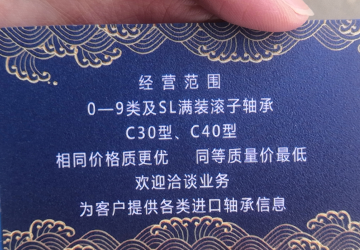 经营范围
0—9类及SL满装滚子轴承
C30型、C40型
相同价格质更优 同等质量价最低
欢迎洽谈业务
为客户提供各类进口轴承信息